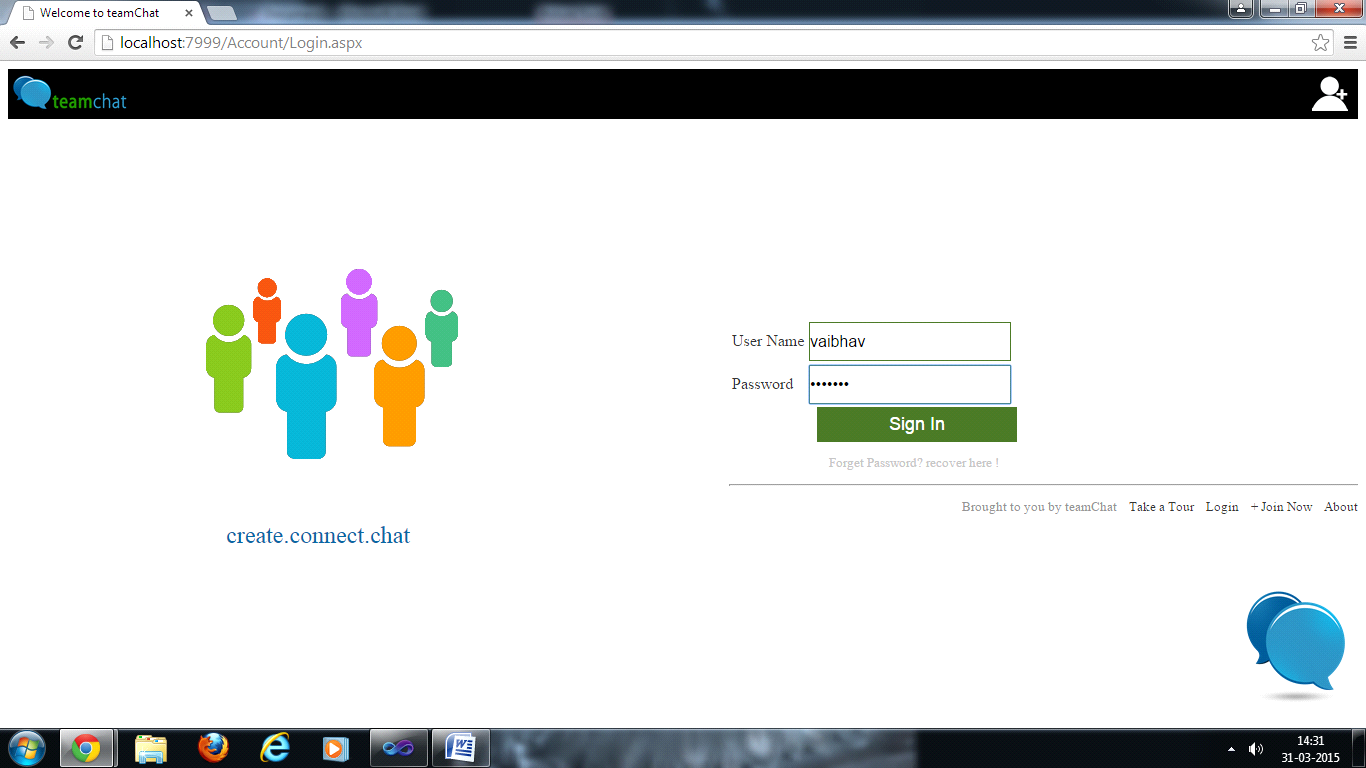 Welcome to teamChat
localhost:7999/Account/Login.aspx
teamchat
User Name vaibhav
Password •••••••
Sign In
Forget Password? recover here !
Brought to you by teamChat Take a Tour Login + Join Now About
create.connect.chat
14:31
31-03-2015